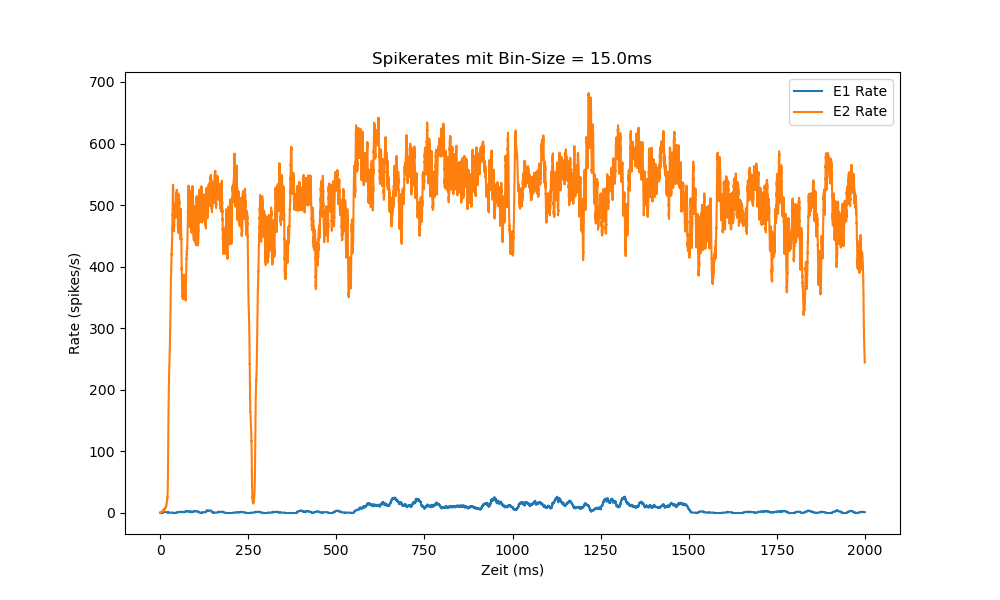 Spikerates mit Bin-Size = 15.0ms
E1 Rate
E2 Rate
Rate (spikes/s)
700
600
500
400
300
200
100
0
0 250 500 750 1000 1250 1500 1750 2000
Zeit (ms)